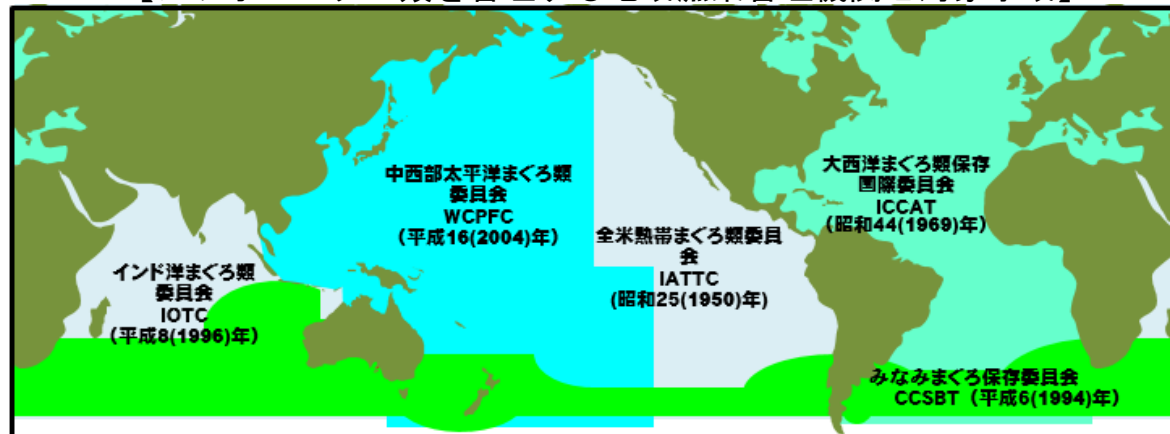 中西部太平洋まぐろ類
委員会
WCPFC
(平成16(2004)年)
大西洋まぐろ類保存
国際委員会
ICCAT
(昭和44(1969)年)
全米熱帯まぐろ類委員
会
IATTC
(昭和25(1950)年)
インド洋まぐろ類
委員会
IOTC
(平成8(1996)年)
みなみまぐろ保存委員会
CCSBT(平成6(1994)年)